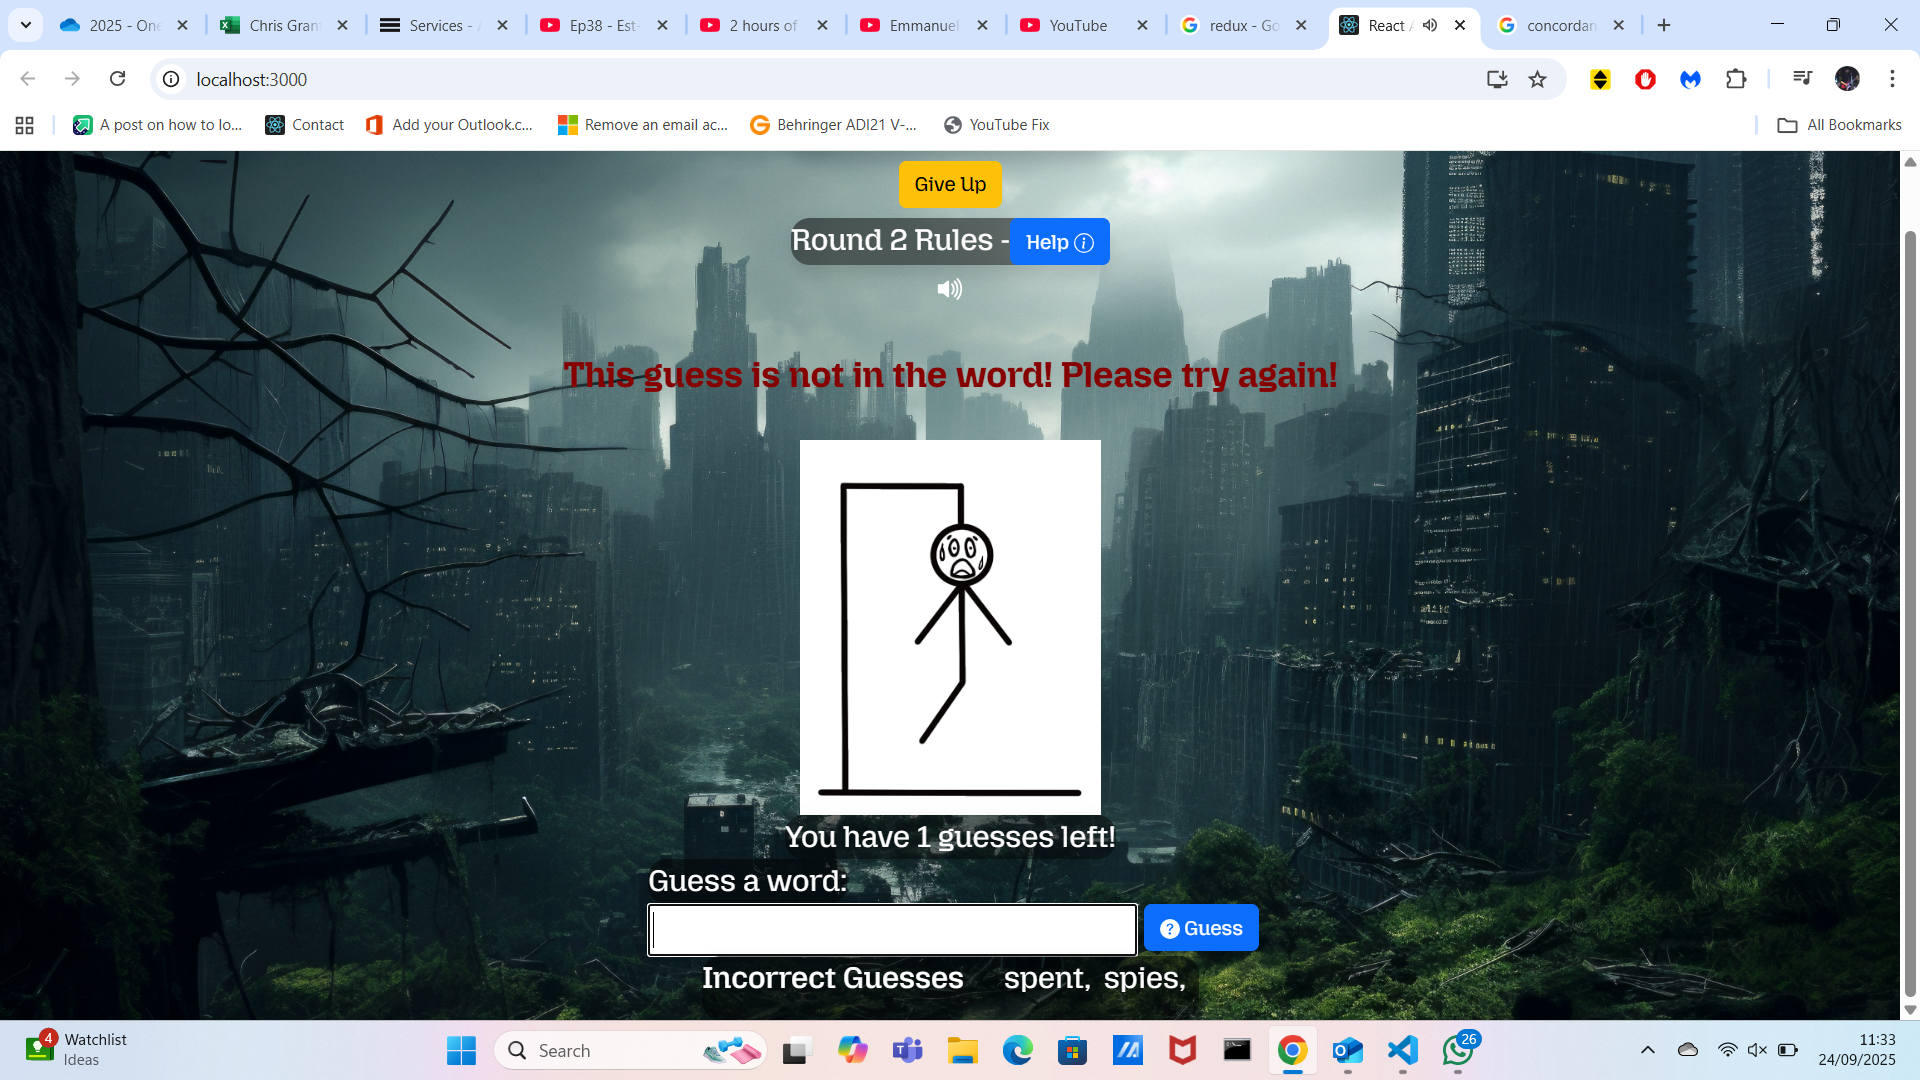 2025 - One
Chris Gran
Services - A
Ep38 - Est-
2 hours of
Emmanuel
YouTube
redux - Go
React A
concordan
localhost:3000
A post on how to lo...
Contact
Add your Outlook.c...
Remove an email ac...
Behringer ADI21 V-...
YouTube Fix
All Bookmarks
Give Up
Round 2 Rules - Help
This guess is not in the word! Please try again!
You have 1 guesses left!
Guess a word:
? Guess
Incorrect Guesses spent, spies,
4
Watchlist
Ideas
Search
26
11:33
24/09/2025